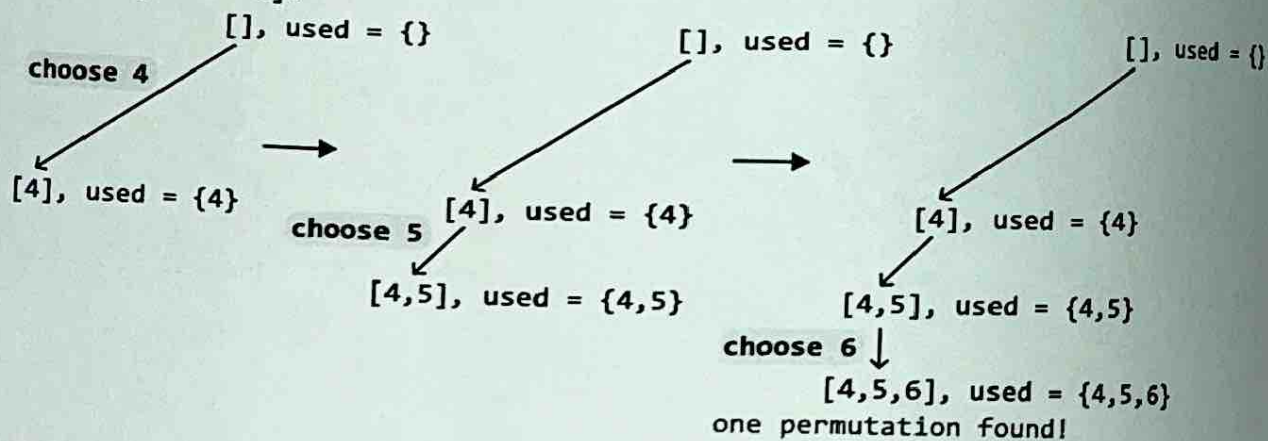 [], used = {}
choose 4
[4], used = {4}
[], used = {}
[4], used = {4}
choose 5
[4,5], used = {4,5}
[], used = {}
[4], used = {4}
[4,5], used = {4,5}
choose 6
[4,5,6], used = {4,5,6}
one permutation found!